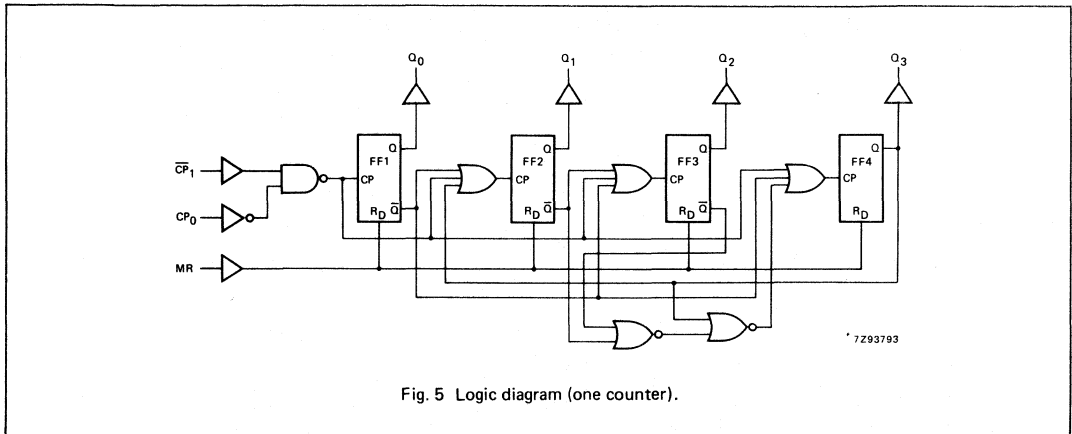 Q0 Q1 Q2 Q3
Q Q Q Q
FF1 FF2 FF3 FF4
C̅P̅1
CP CP CP CP
CP0
RD Q̅ RD Q̅ RD Q̅ RD
MR
7Z93793
Fig. 5 Logic diagram (one counter).